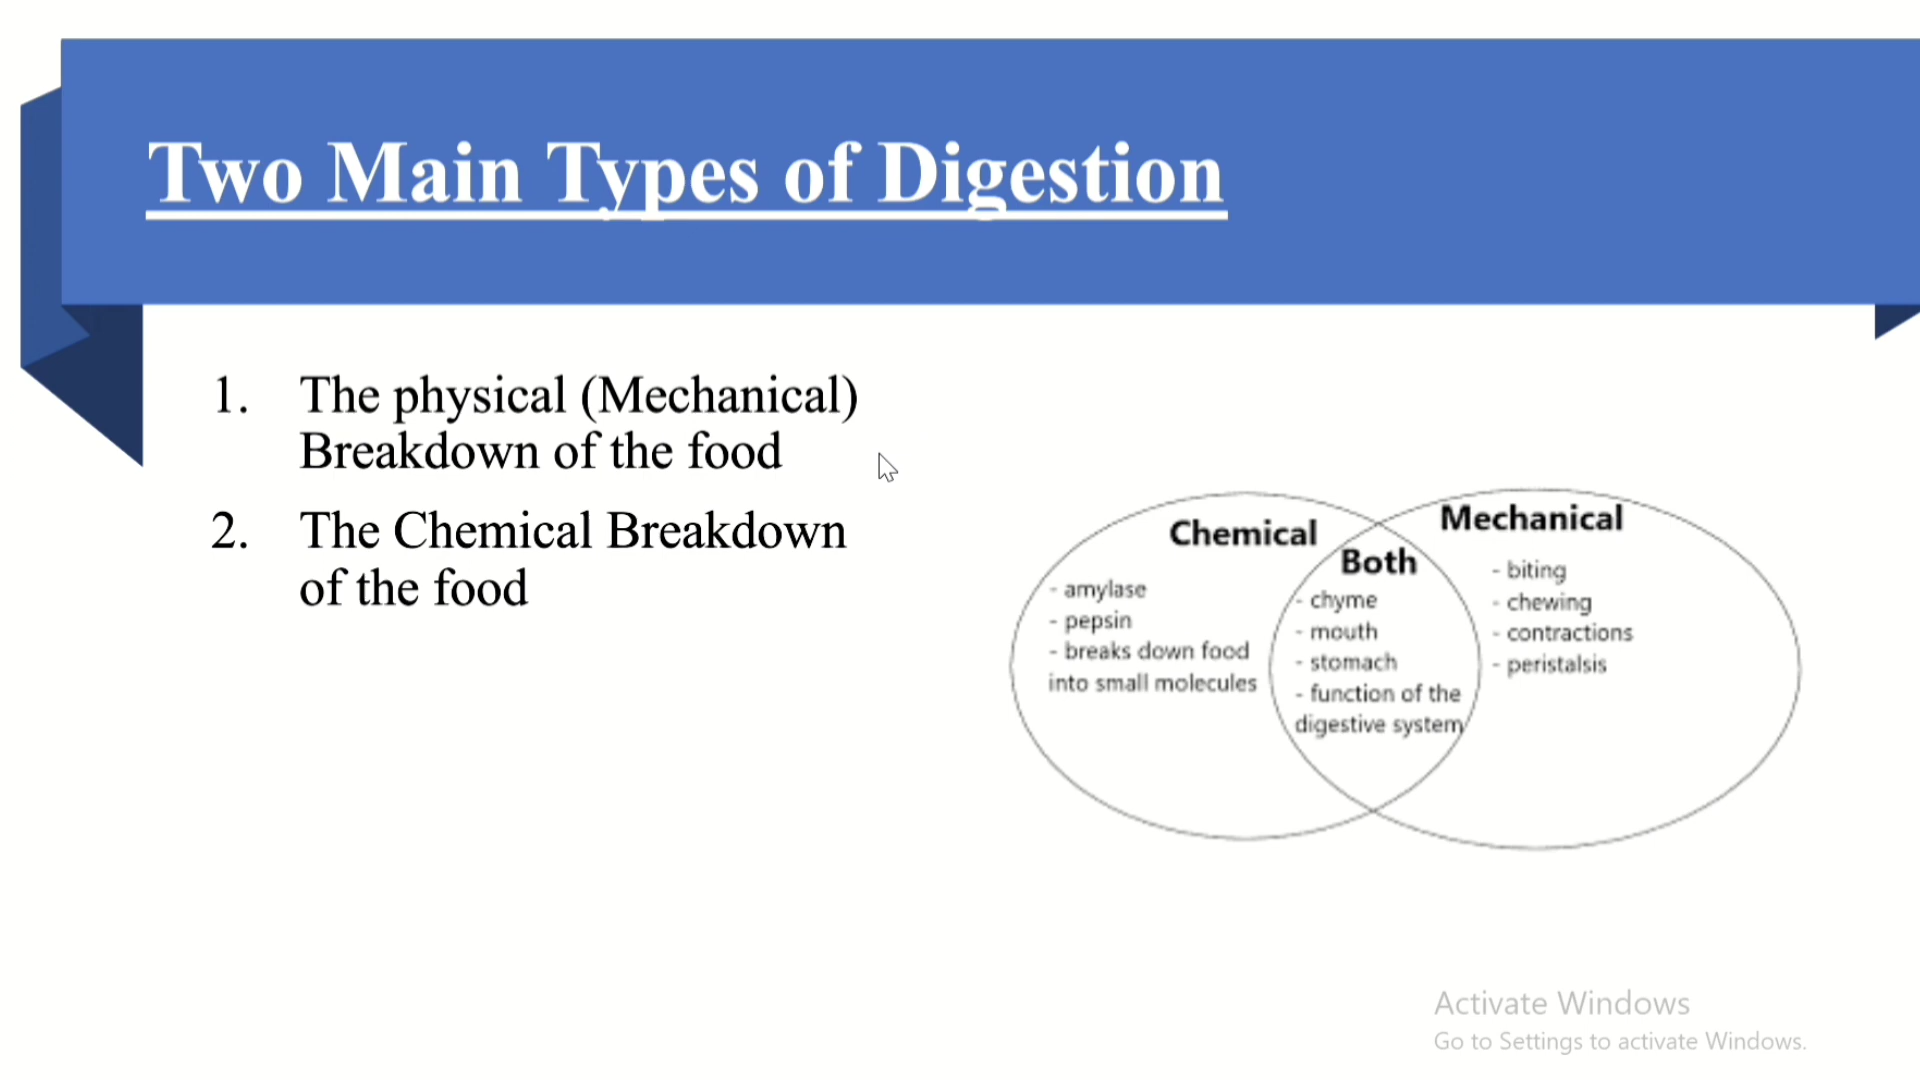 Two Main Types of Digestion
1. The physical (Mechanical)
Breakdown of the food
2. The Chemical Breakdown
of the food
Chemical
- amylase
- pepsin
- breaks down food
into small molecules
Both
- chyme
- mouth
- stomach
- function of the
digestive system
Mechanical
- biting
- chewing
- contractions
- peristalsis
Activate Windows
Go to Settings to activate Windows.